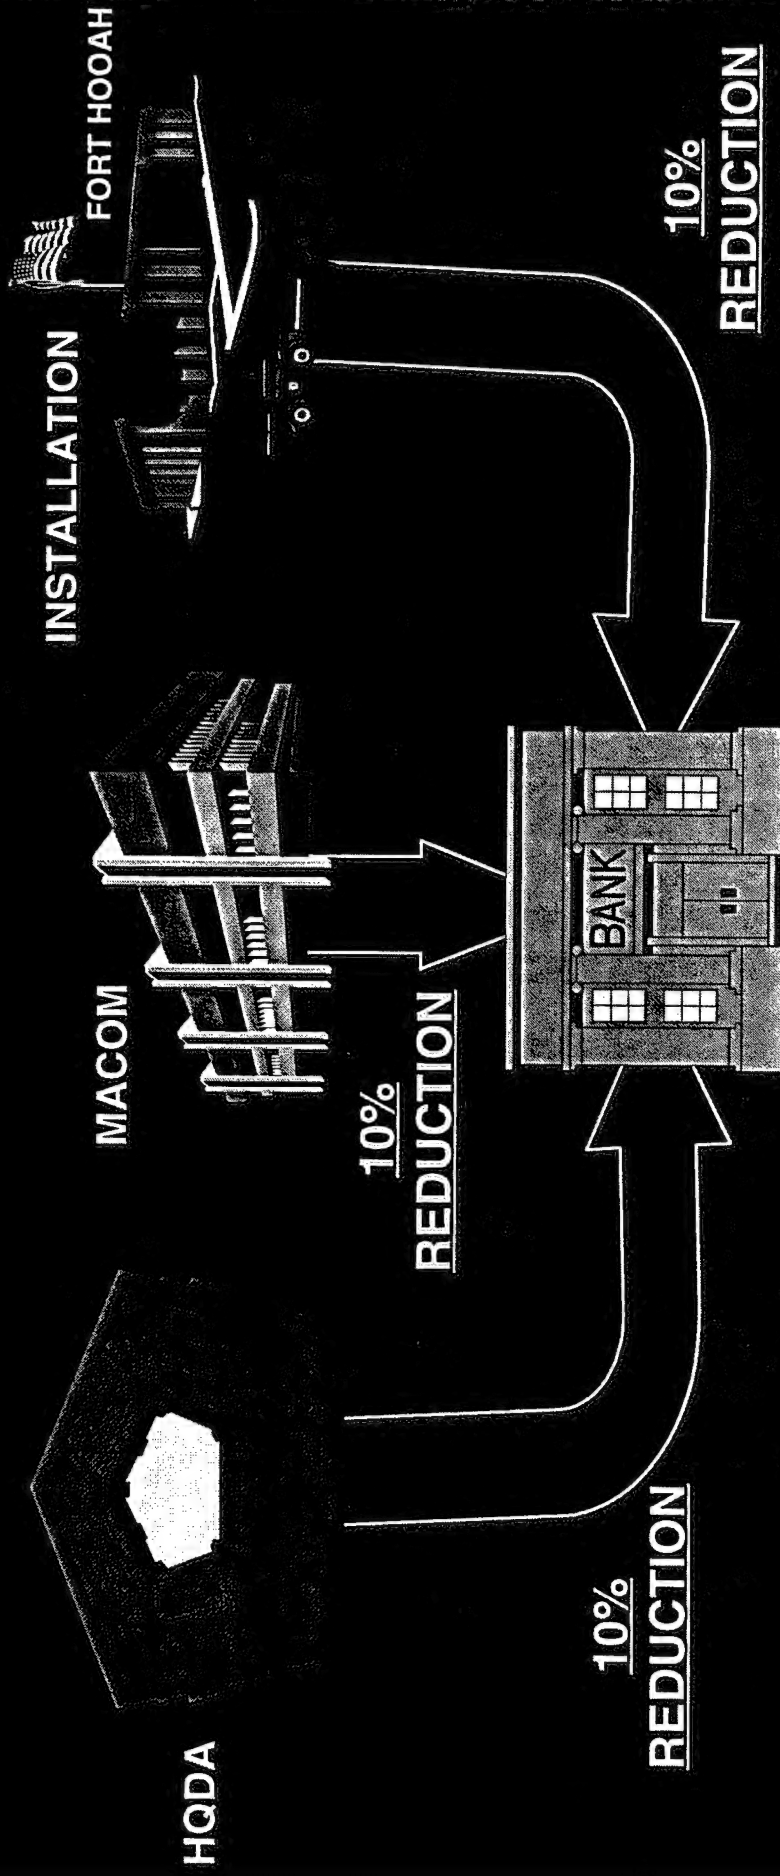 HQDA
MACOM
INSTALLATION
FORT HOOAH
10%
REDUCTION
10%
REDUCTION
10%
REDUCTION
BANK